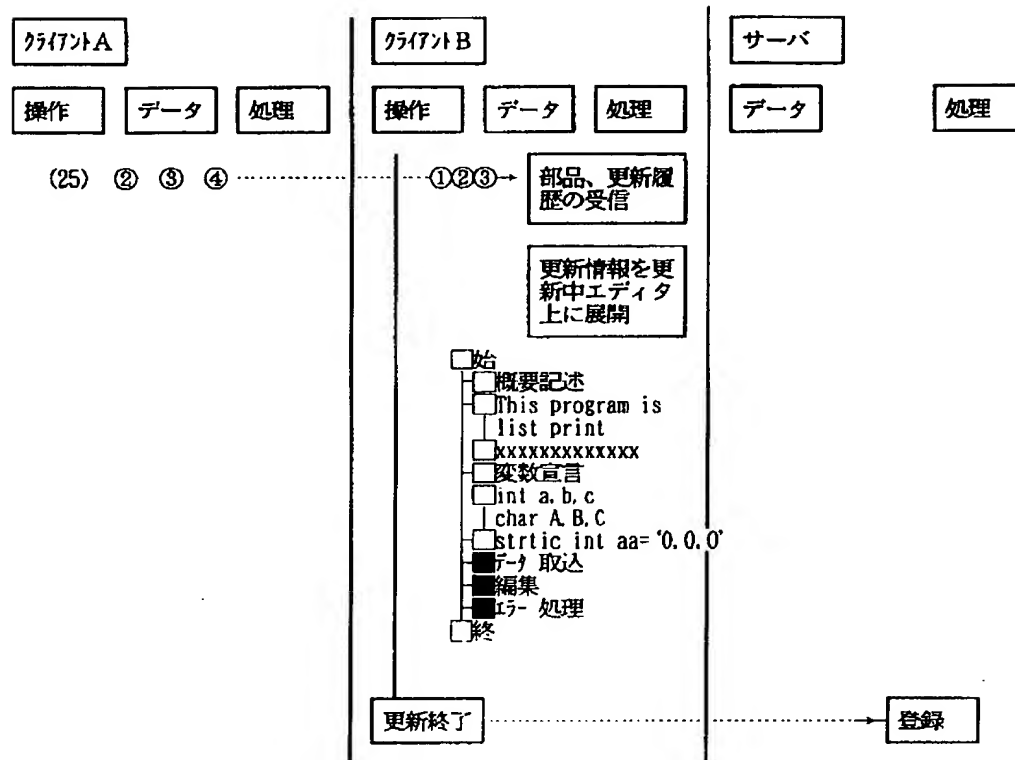 クライアントA
クライアントB
サーバ
操作
データ
処理
操作
データ
処理
データ
処理
(25) ② ③ ④
①②③
部品、更新履
歴の受信
更新情報を更
新中エディタ
上に展開
始
概要記述
This program is
list print
xxxxxxxxxxxxx
変数宣言
int a,b,c
char A,B,C
strtic int aa='0.0.0'
データ 取込
編集
エラー 処理
終
更新終了
登録